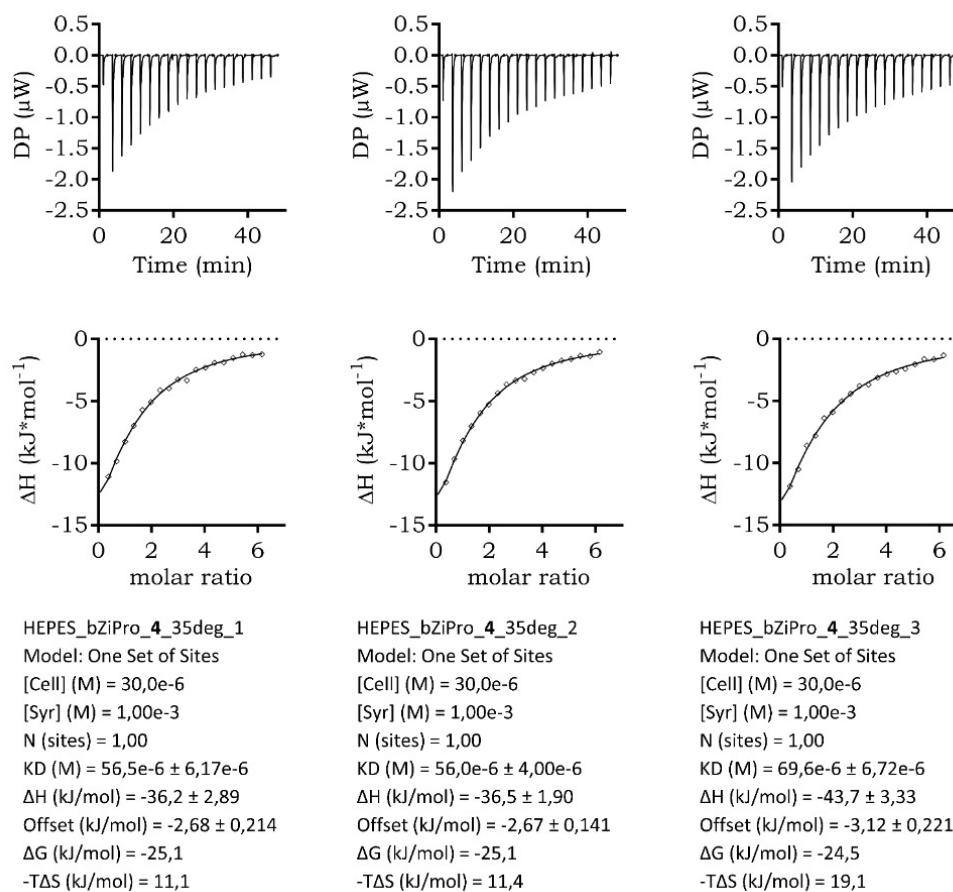 0.5
0.0
-0.5
-1.0
-1.5
-2.0
-2.5
DP (µW)
0 20 40
Time (min)
0.5
0.0
-0.5
-1.0
-1.5
-2.0
-2.5
DP (µW)
0 20 40
Time (min)
0.5
0.0
-0.5
-1.0
-1.5
-2.0
-2.5
DP (µW)
0 20 40
Time (min)
0
-5
-10
-15
ΔH (kJ*mol⁻¹)
0 2 4 6
molar ratio
0
-5
-10
-15
ΔH (kJ*mol⁻¹)
0 2 4 6
molar ratio
0
-5
-10
-15
ΔH (kJ*mol⁻¹)
0 2 4 6
molar ratio
HEPES_bZiPro_4_35deg_1
Model: One Set of Sites
[Cell] (M) = 30,0e-6
[Syr] (M) = 1,00e-3
N (sites) = 1,00
KD (M) = 56,5e-6 ± 6,17e-6
ΔH (kJ/mol) = -36,2 ± 2,89
Offset (kJ/mol) = -2,68 ± 0,214
ΔG (kJ/mol) = -25,1
-TΔS (kJ/mol) = 11,1
HEPES_bZiPro_4_35deg_2
Model: One Set of Sites
[Cell] (M) = 30,0e-6
[Syr] (M) = 1,00e-3
N (sites) = 1,00
KD (M) = 56,0e-6 ± 4,00e-6
ΔH (kJ/mol) = -36,5 ± 1,90
Offset (kJ/mol) = -2,67 ± 0,141
ΔG (kJ/mol) = -25,1
-TΔS (kJ/mol) = 11,4
HEPES_bZiPro_4_35deg_3
Model: One Set of Sites
[Cell] (M) = 30,0e-6
[Syr] (M) = 1,00e-3
N (sites) = 1,00
KD (M) = 69,6e-6 ± 6,72e-6
ΔH (kJ/mol) = -43,7 ± 3,33
Offset (kJ/mol) = -3,12 ± 0,221
ΔG (kJ/mol) = -24,5
-TΔS (kJ/mol) = 19,1